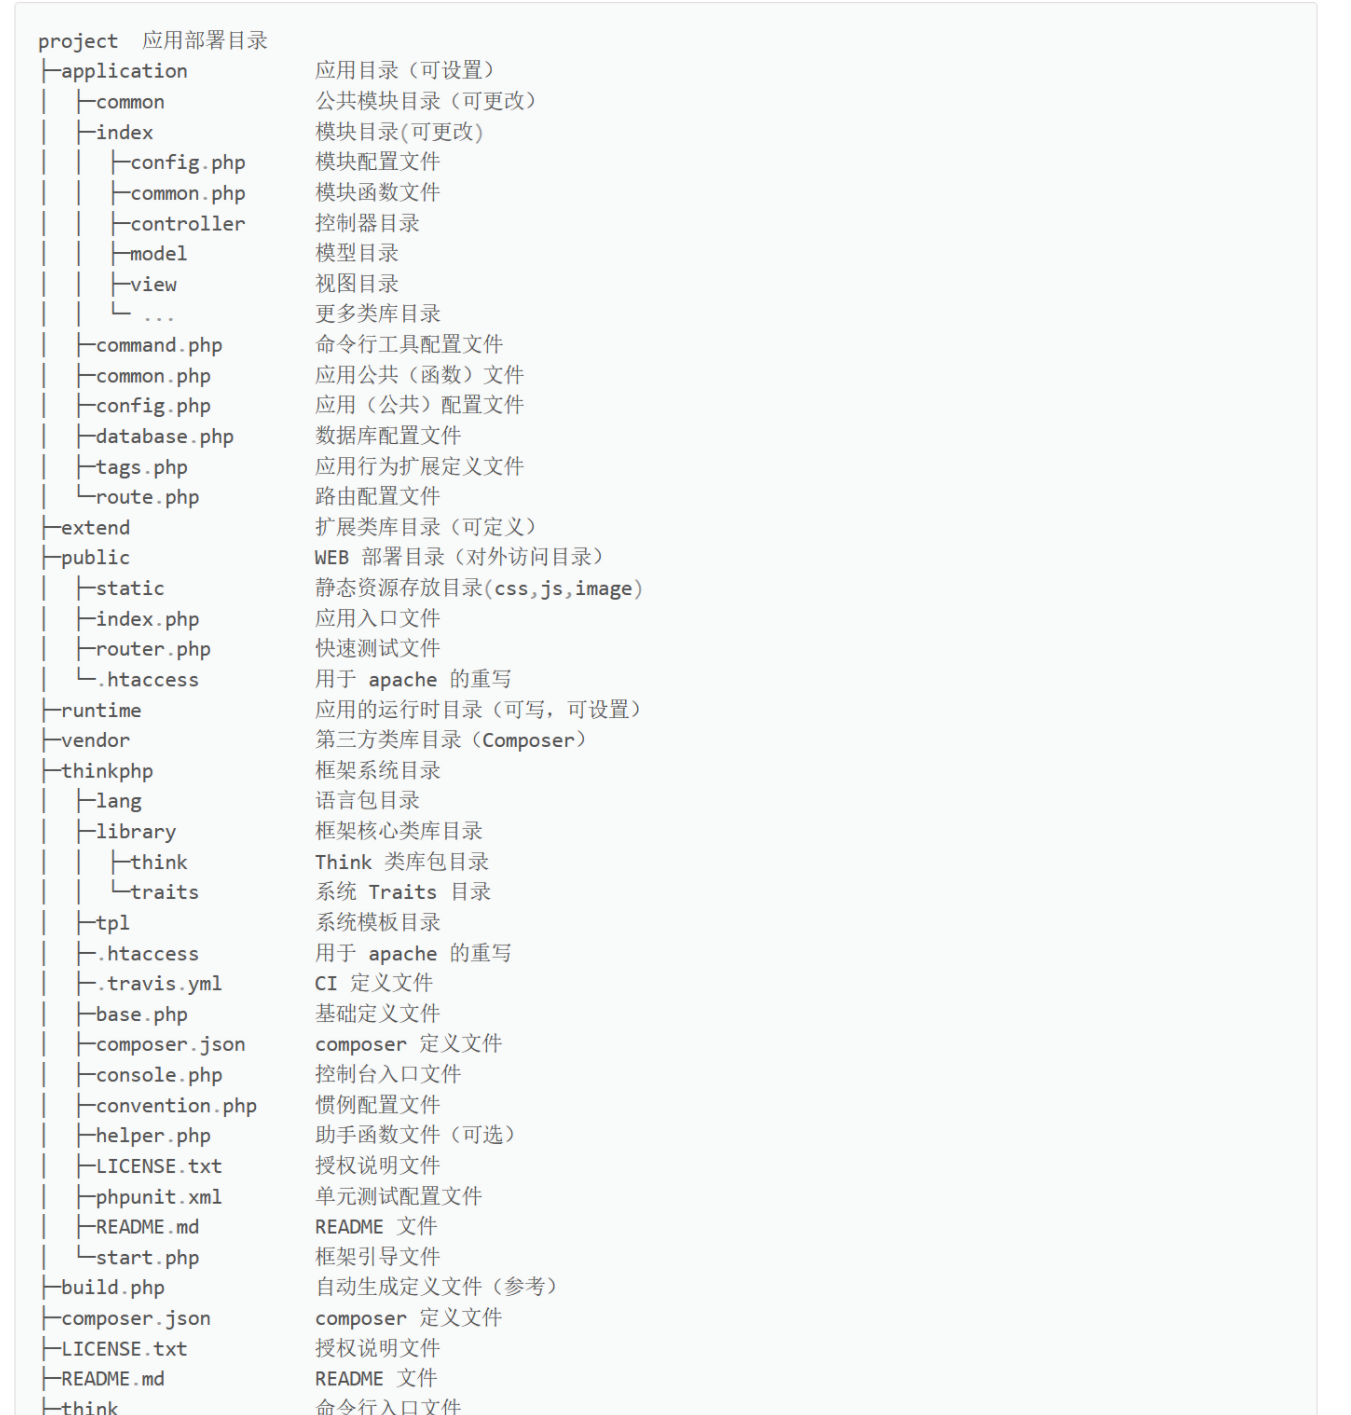 project  应用部署目录
├─application           应用目录（可设置）
│  ├─common             公共模块目录（可更改）
│  ├─index              模块目录(可更改)
│  │  ├─config.php      模块配置文件
│  │  ├─common.php      模块函数文件
│  │  ├─controller      控制器目录
│  │  ├─model           模型目录
│  │  ├─view            视图目录
│  │  └─ ...            更多类库目录
│  ├─command.php        命令行工具配置文件
│  ├─common.php         应用公共（函数）文件
│  ├─config.php         应用（公共）配置文件
│  ├─database.php       数据库配置文件
│  ├─tags.php           应用行为扩展定义文件
│  └─route.php          路由配置文件
├─extend                扩展类库目录（可定义）
├─public                WEB 部署目录（对外访问目录）
│  ├─static             静态资源存放目录(css,js,image)
│  ├─index.php          应用入口文件
│  ├─router.php         快速测试文件
│  └─.htaccess          用于 apache 的重写
├─runtime               应用的运行时目录（可写，可设置）
├─vendor                第三方类库目录（Composer）
├─thinkphp              框架系统目录
│  ├─lang               语言包目录
│  ├─library            框架核心类库目录
│  │  ├─think           Think 类库包目录
│  │  └─traits          系统 Traits 目录
│  ├─tpl                系统模板目录
│  ├─.htaccess          用于 apache 的重写
│  ├─.travis.yml        CI 定义文件
│  ├─base.php           基础定义文件
│  ├─composer.json      composer 定义文件
│  ├─console.php        控制台入口文件
│  ├─convention.php     惯例配置文件
│  ├─helper.php         助手函数文件（可选）
│  ├─LICENSE.txt        授权说明文件
│  ├─phpunit.xml        单元测试配置文件
│  ├─README.md          README 文件
│  └─start.php          框架引导文件
├─build.php             自动生成定义文件（参考）
├─composer.json         composer 定义文件
├─LICENSE.txt           授权说明文件
├─README.md             README 文件
├─think                 命令行入口文件